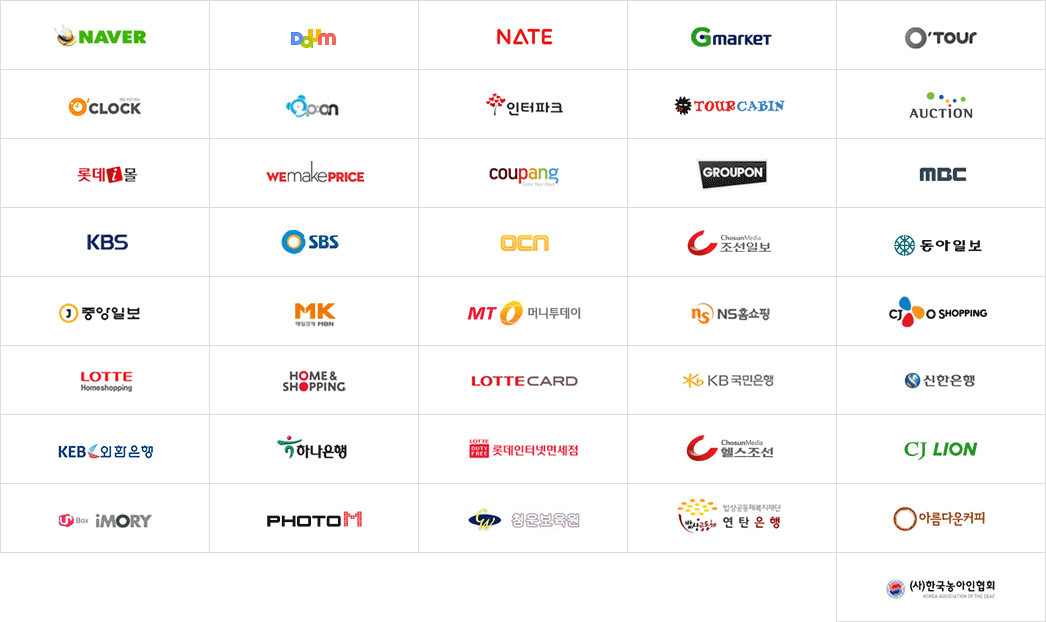 NAVER
Daum
NATE
Gmarket
O'TOUR
O'CLOCK
인터파크
TOURCABIN
AUCTION
롯데i몰
WEmakePRICE
coupang
GROUPON
MBC
KBS
SBS
OCN
ChosunMedia
조선일보
동아일보
J 중앙일보
MK
매일경제 MBN
MT 머니투데이
ns NS홈쇼핑
CJ O SHOPPING
LOTTE
Homeshopping
HOME &
SHOPPING
LOTTE CARD
KB 국민은행
신한은행
KEB 외환은행
하나은행
LOTTE
DUTY
FREE
롯데인터넷면세점
ChosunMedia
헬스조선
CJ LION
U+ Box iMORY
PHOTO M
CW 청운보육원
밥상공동체
밥상공동체복지재단
연탄은행
아름다운커피
(사)한국농아인협회
KOREA ASSOCIATION OF THE DEAF